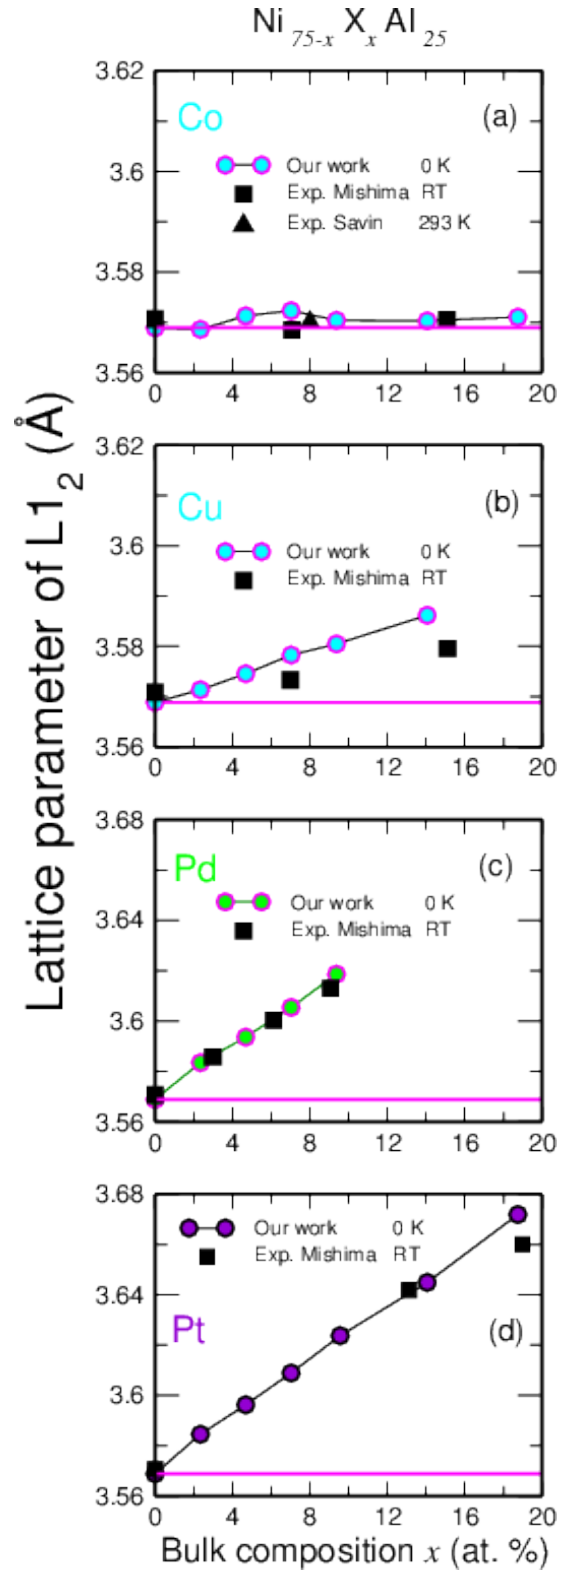 Ni 75-x X x Al 25
3.62
Co
(a)
Our work 0 K
3.6
Exp. Mishima RT
Exp. Savin 293 K
3.58
3.56
0 4 8 12 16 20
Lattice parameter of L1 2 (Å)
3.62
Cu
(b)
Our work 0 K
3.6
Exp. Mishima RT
3.58
3.56
0 4 8 12 16 20
3.68
Pd
(c)
Our work 0 K
3.64
Exp. Mishima RT
3.6
3.56
0 4 8 12 16 20
3.68
Our work 0 K
Exp. Mishima RT
3.64
Pt
(d)
3.6
3.56
0 4 8 12 16 20
Bulk composition x (at. %)